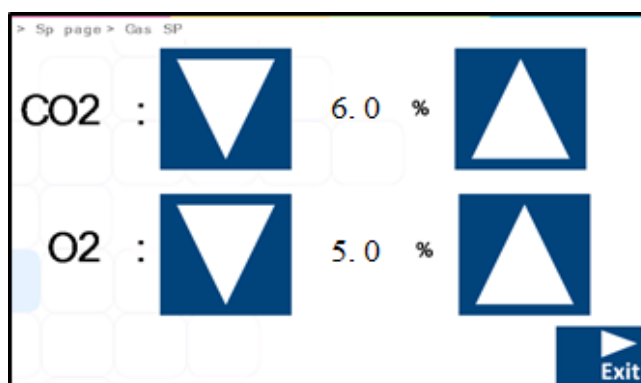 > Sp page > Gas SP
CO2 : 6.0 %
O2 : 5.0 %
Exit